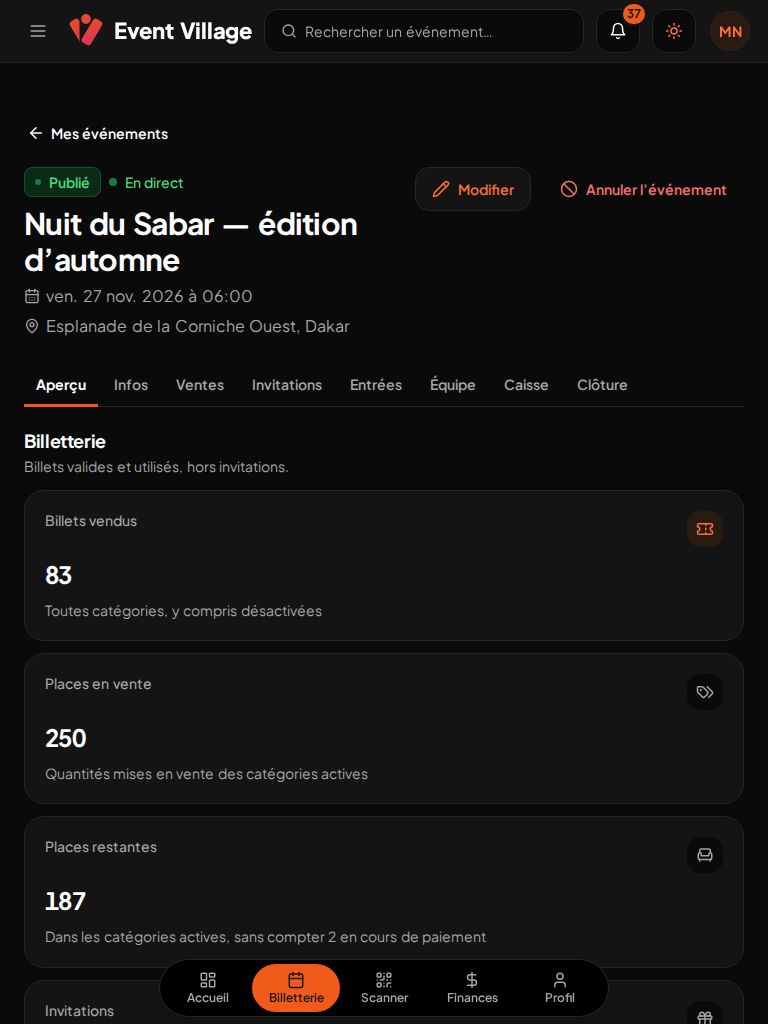 Event Village
Rechercher un événement…
37
MN
Mes événements
Publié
En direct
Modifier
Annuler l’événement
Nuit du Sabar — édition
d’automne
ven. 27 nov. 2026 à 06:00
Esplanade de la Corniche Ouest, Dakar
Aperçu
Infos
Ventes
Invitations
Entrées
Équipe
Caisse
Clôture
Billetterie
Billets valides et utilisés, hors invitations.
Billets vendus
83
Toutes catégories, y compris désactivées
Places en vente
250
Quantités mises en vente des catégories actives
Places restantes
187
Dans les catégories actives, sans compter 2 en cours de paiement
Invitations
Accueil
Billetterie
Scanner
Finances
Profil